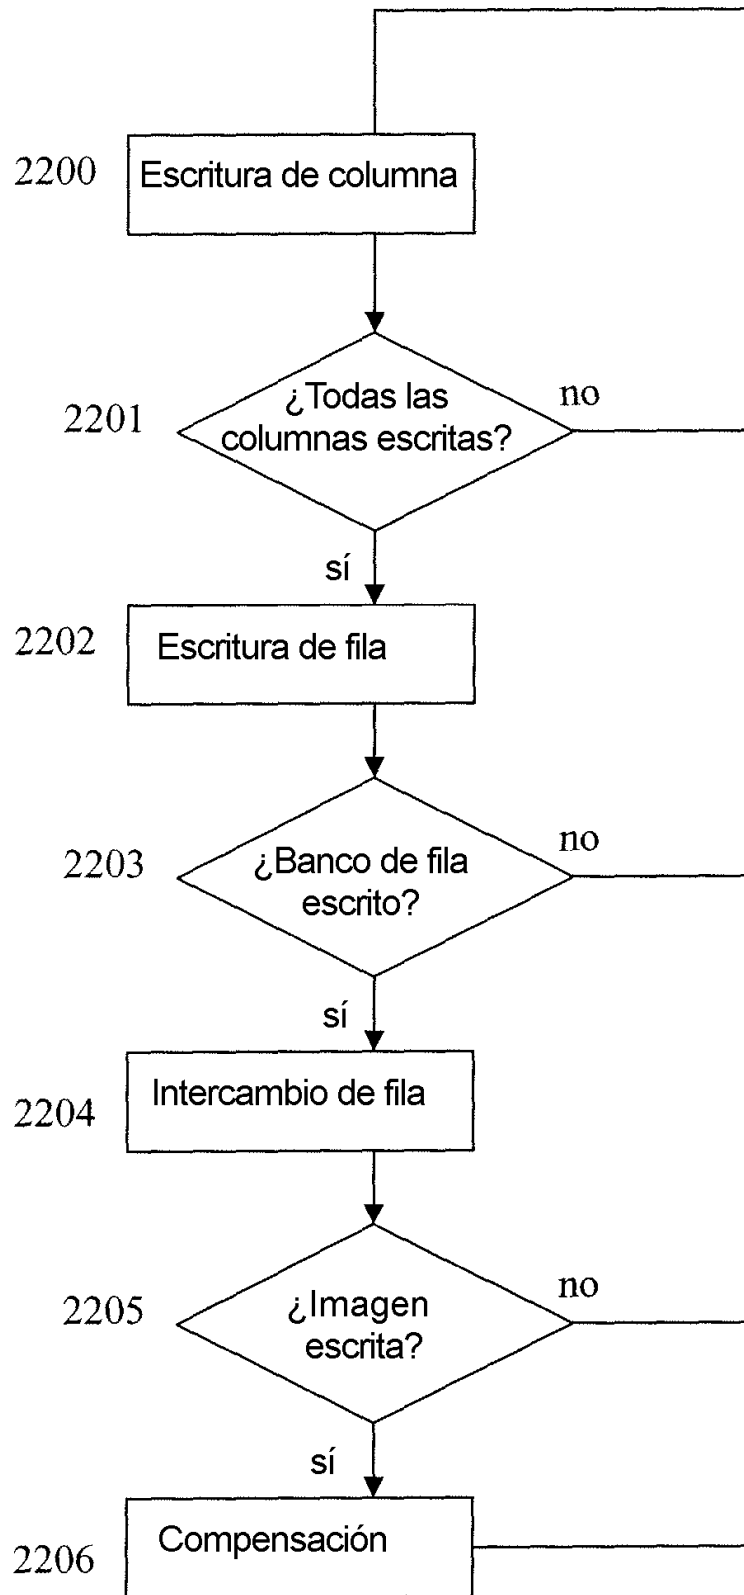 2200
Escritura de columna
¿Todas las
columnas escritas?
no
2201
sí
2202
Escritura de fila
¿Banco de fila
escrito?
no
2203
sí
Intercambio de fila
2204
¿Imagen
escrita?
no
2205
sí
Compensación
2206